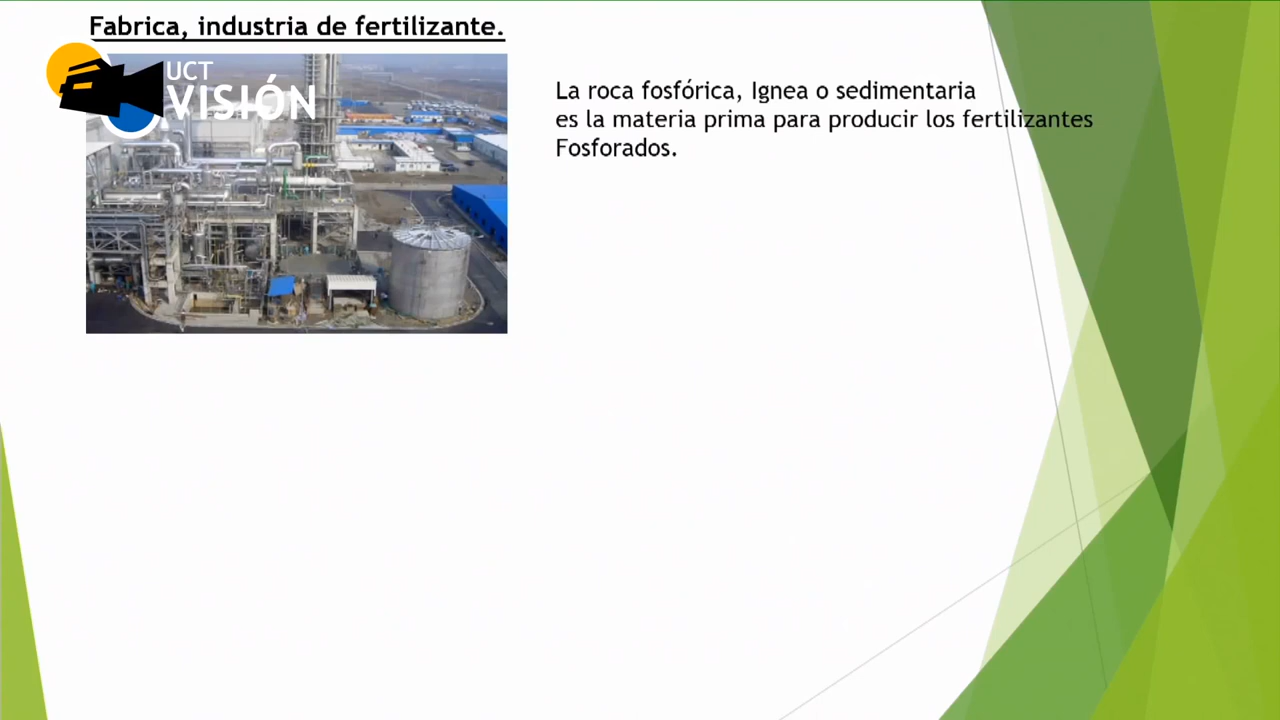 Fabrica, industria de fertilizante.
UCT
VISIÓN
La roca fosfórica, Ignea o sedimentaria
es la materia prima para producir los fertilizantes
Fosforados.